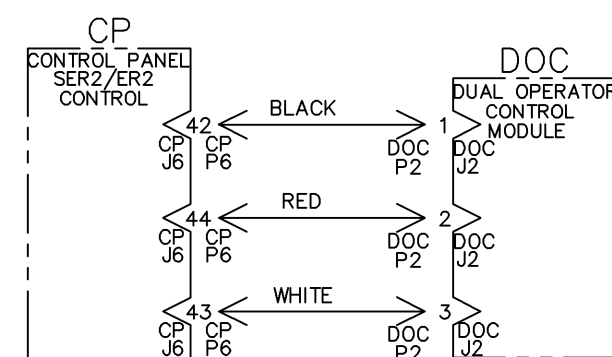 CP
CONTROL PANEL
SER2/ER2
CONTROL
DOC
DUAL OPERATOR
CONTROL
MODULE
42 BLACK 1
CP J6
CP P6
DOC P2
DOC J2
44 RED 2
CP J6
CP P6
DOC P2
DOC J2
43 WHITE 3
CP J6
CP P6
DOC P2
DOC J2